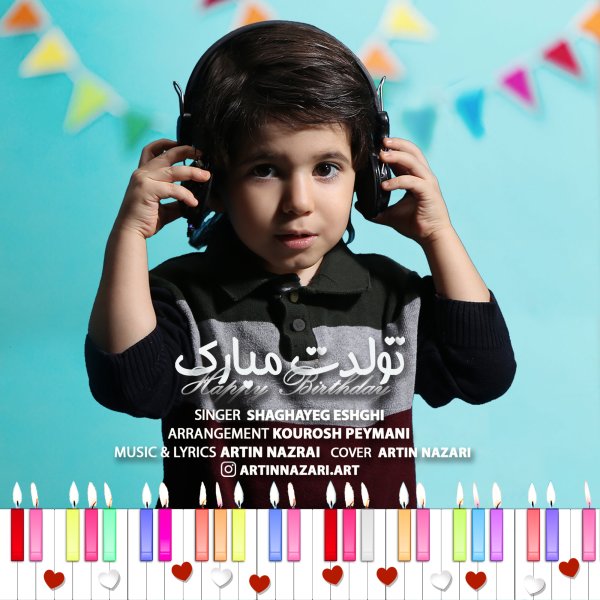 تولدت مبارک
Happy Birthday
SINGER SHAGHAYEG ESHGHI
ARRANGEMENT KOUROSH PEYMANI
MUSIC & LYRICS ARTIN NAZRAI COVER ARTIN NAZARI
ARTINNAZARI.ART